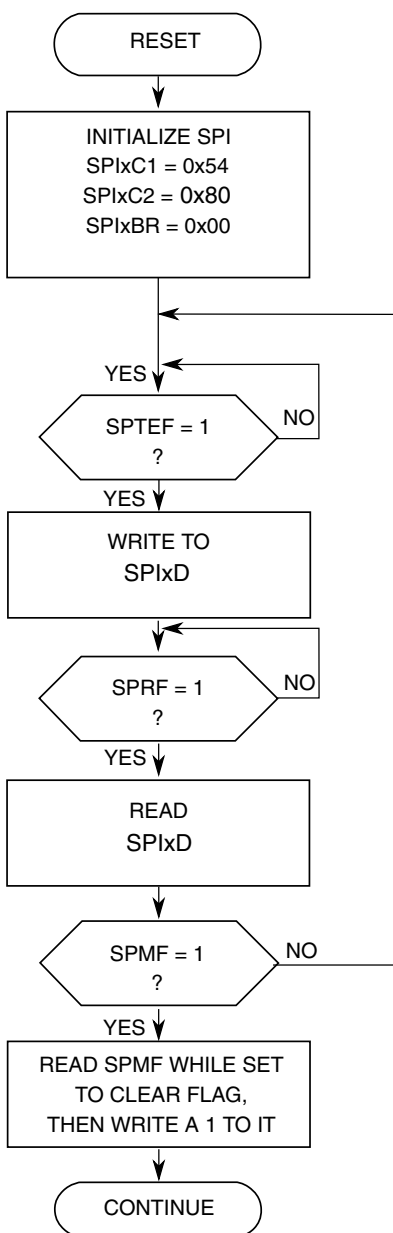 RESET
INITIALIZE SPI
SPIxC1 = 0x54
SPIxC2 = 0x80
SPIxBR = 0x00
YES
SPTEF = 1
?
NO
YES
WRITE TO
SPIxD
SPRF = 1
?
NO
YES
READ
SPIxD
SPMF = 1
?
NO
YES
READ SPMF WHILE SET
TO CLEAR FLAG,
THEN WRITE A 1 TO IT
CONTINUE